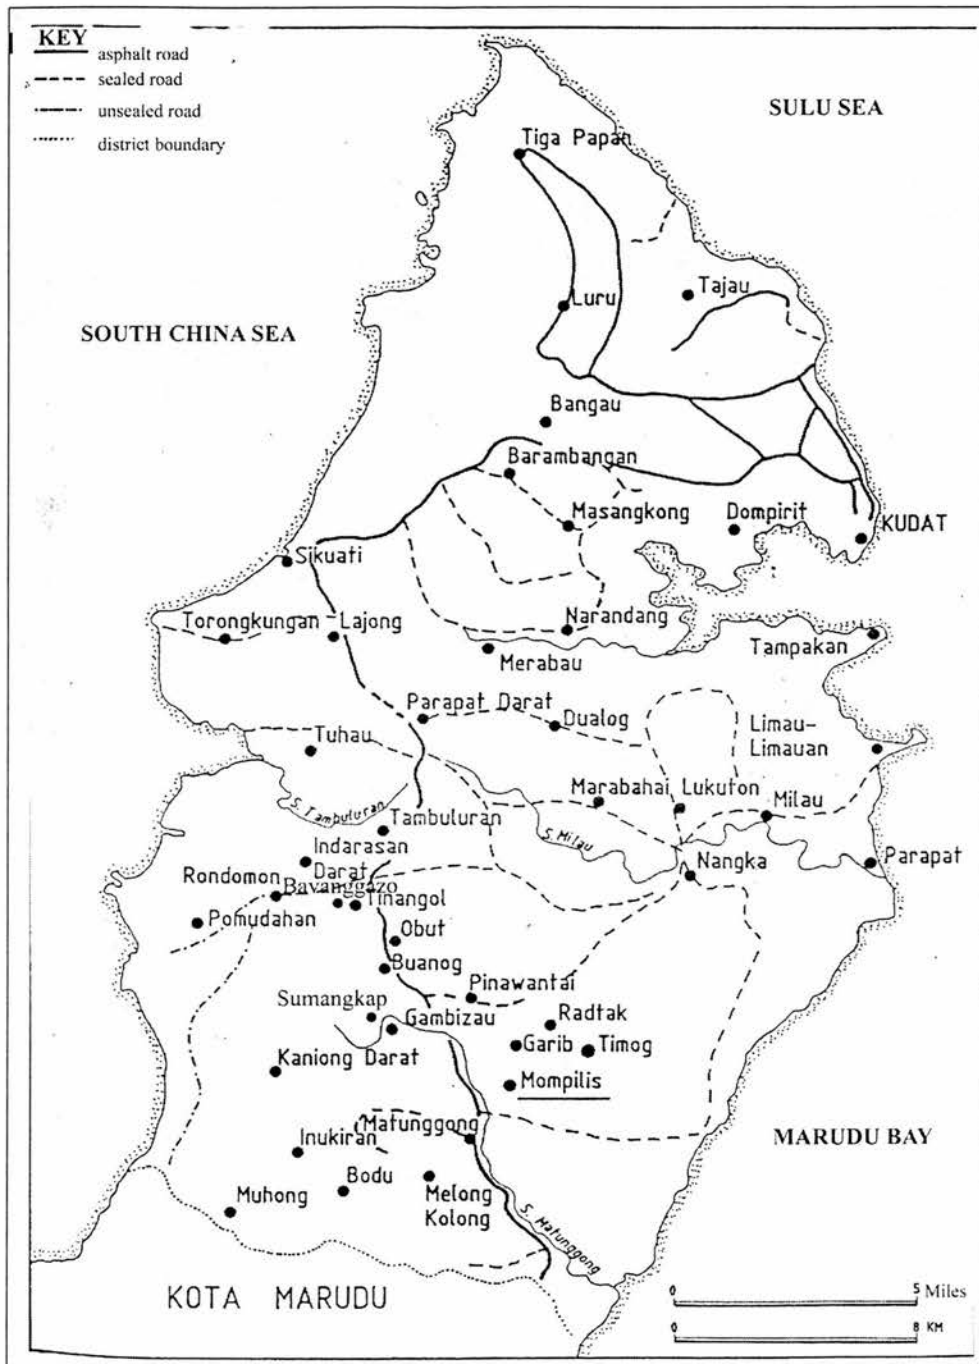 KEY
asphalt road
sealed road
unsealed road
district boundary
SULU SEA
Tiga Papan
Luru
Tajau
SOUTH CHINA SEA
Bangau
Barambangan
Masangkong
Dompirit
KUDAT
Sikuati
Torongkungan
Lajong
Narandang
Tampakan
Merabau
Parapat Darat
Dualog
Limau-
Limauan
Tuhau
Marabahai
Lukuton
Milau
S. Tambuluran
Tambuluran
S. Milau
Nangka
Parapat
Indarasan
Darat
Rondomon
Bavanggazo
Tinangol
Pomudahan
Obut
Buanog
Pinawantai
Sumangkap
Gambizau
Radtak
Garib
Timog
Kaniong Darat
Mompilis
Matunggong
Inukiran
MARUDU BAY
Bodu
Melong
Kolong
Muhong
S. Matunggong
KOTA MARUDU
0 5 Miles
0 8 KM